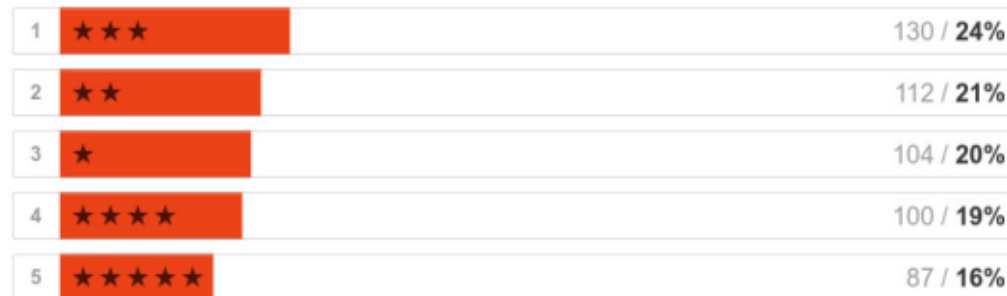 1 ★★★ 130 / 24%
2 ★★ 112 / 21%
3 ★ 104 / 20%
4 ★★★★ 100 / 19%
5 ★★★★★ 87 / 16%